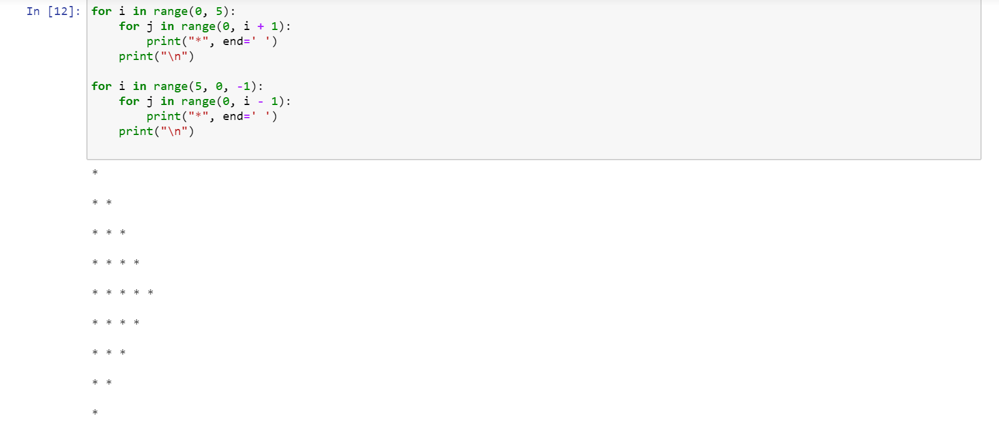 In [12]: for i in range(0, 5):
    for j in range(0, i + 1):
        print("*", end=' ')
    print("\n")

for i in range(5, 0, -1):
    for j in range(0, i - 1):
        print("*", end=' ')
    print("\n")

*
* *
* * *
* * * *
* * * * *
* * * *
* * *
* *
*